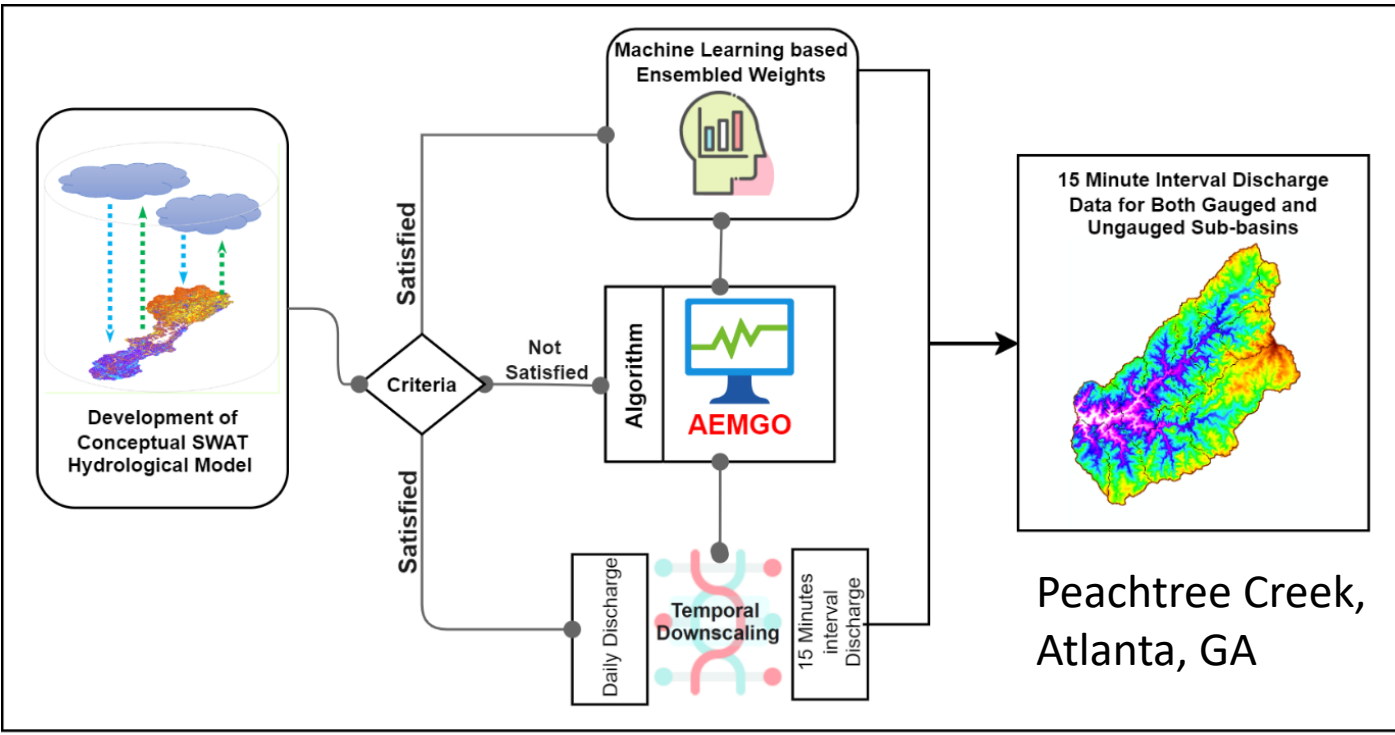 Machine Learning based
Ensembled Weights
Development of
Conceptual SWAT
Hydrological Model
Satisfied
Criteria
Not
Satisfied
Satisfied
Algorithm
AEMGO
Daily Discharge
Temporal
Downscaling
15 Minutes
interval
Discharge
15 Minute Interval Discharge
Data for Both Gauged and
Ungauged Sub-basins
Peachtree Creek,
Atlanta, GA